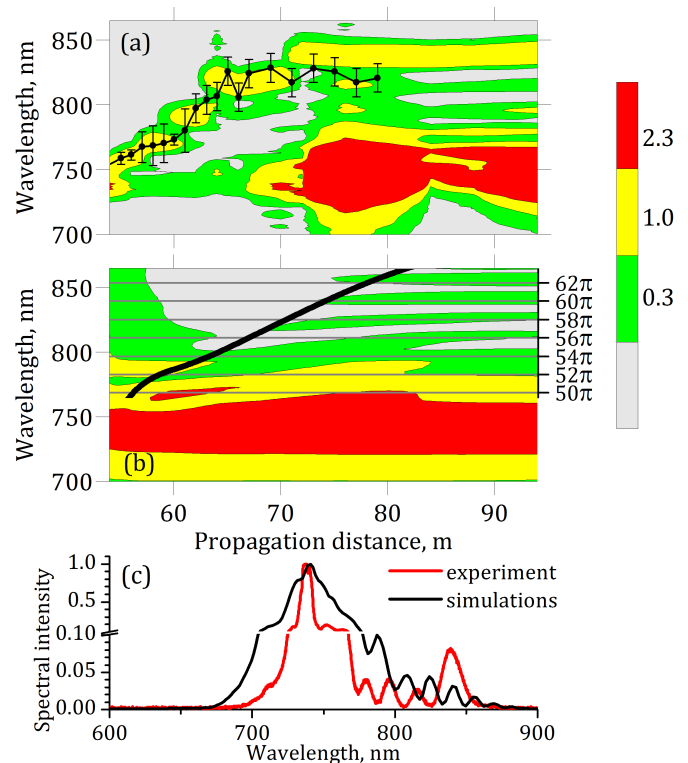 (a)
Wavelength, nm
850
800
750
700
2.3
1.0
0.3
(b)
Wavelength, nm
850
800
750
700
62π
60π
58π
56π
54π
52π
50π
60 70 80 90
Propagation distance, m
(c)
Spectral intensity
1.0
0.5
0.10
0.05
0.00
experiment
simulations
600 700 800 900
Wavelength, nm